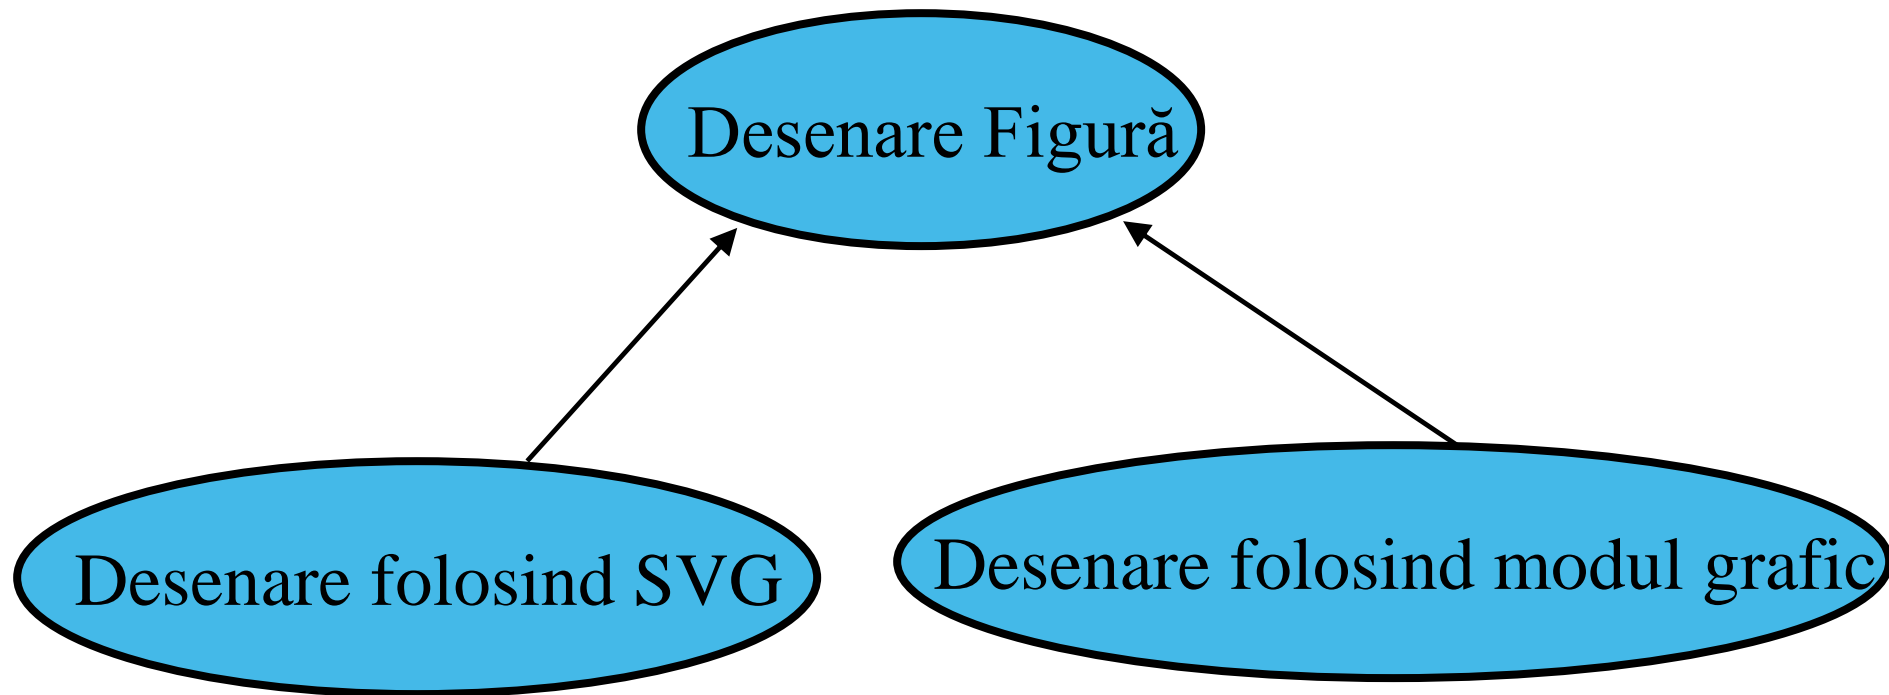 Desenare Figură
Desenare folosind SVG
Desenare folosind modul grafic